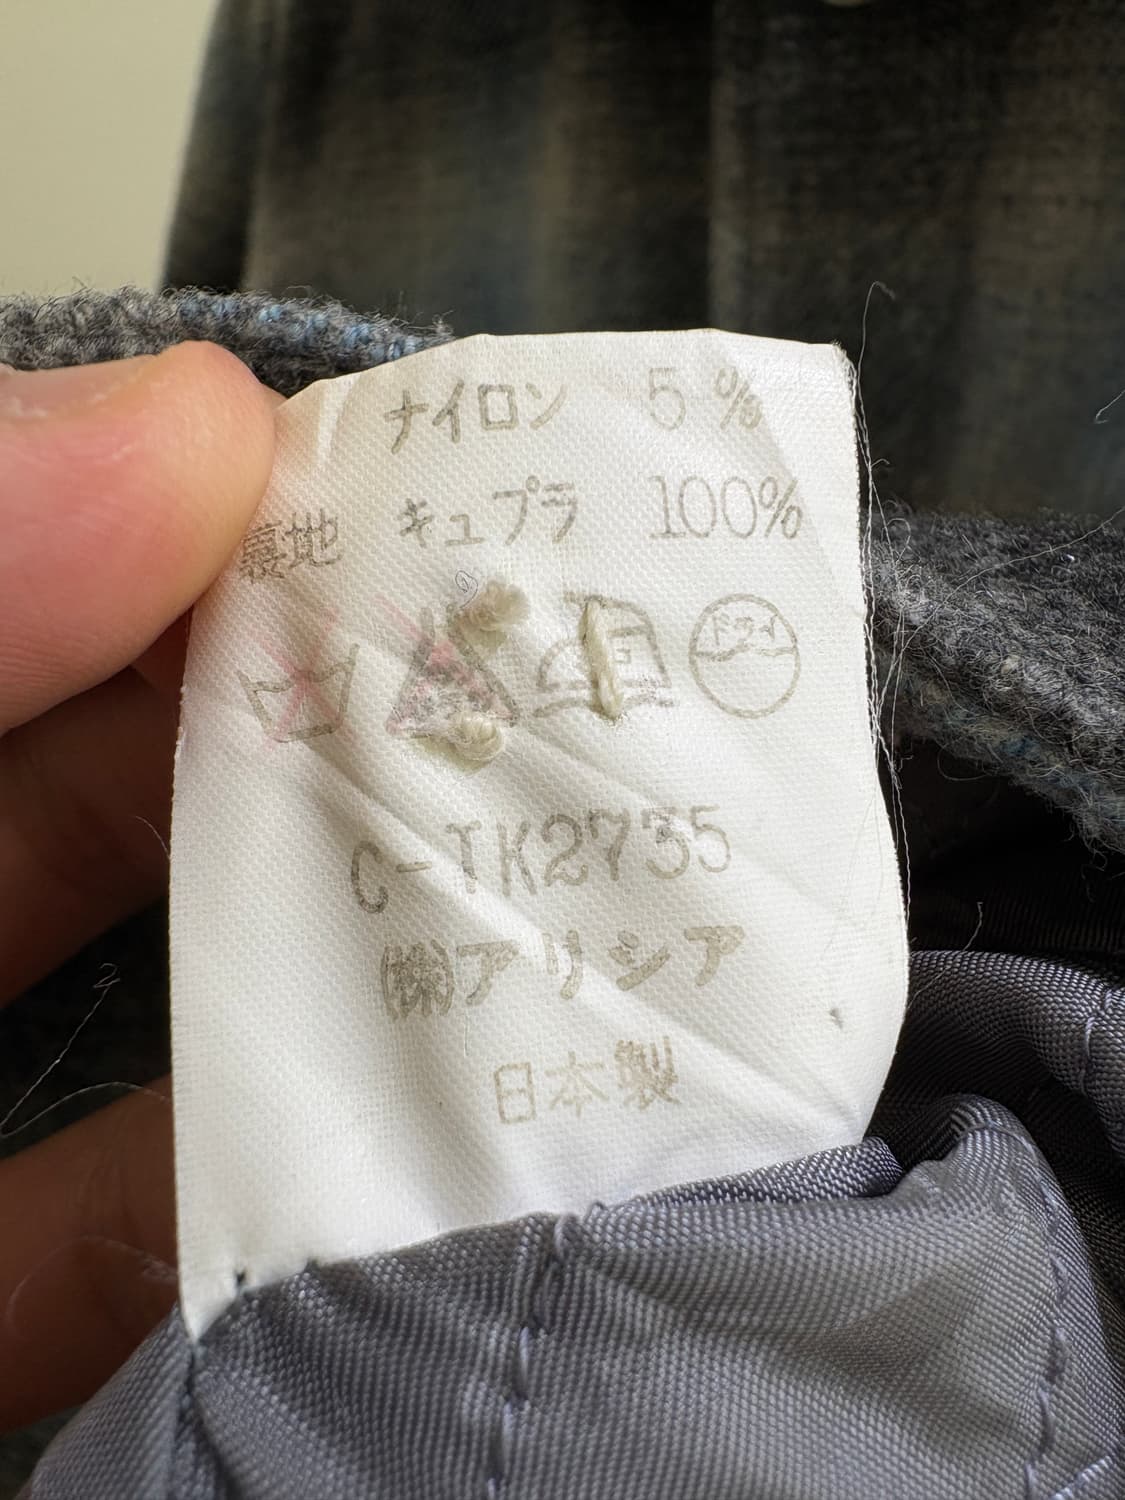 ナイロン 5%
裏地 キュプラ 100%
ドライ
C-TK2735
㈱アリシア
日本製